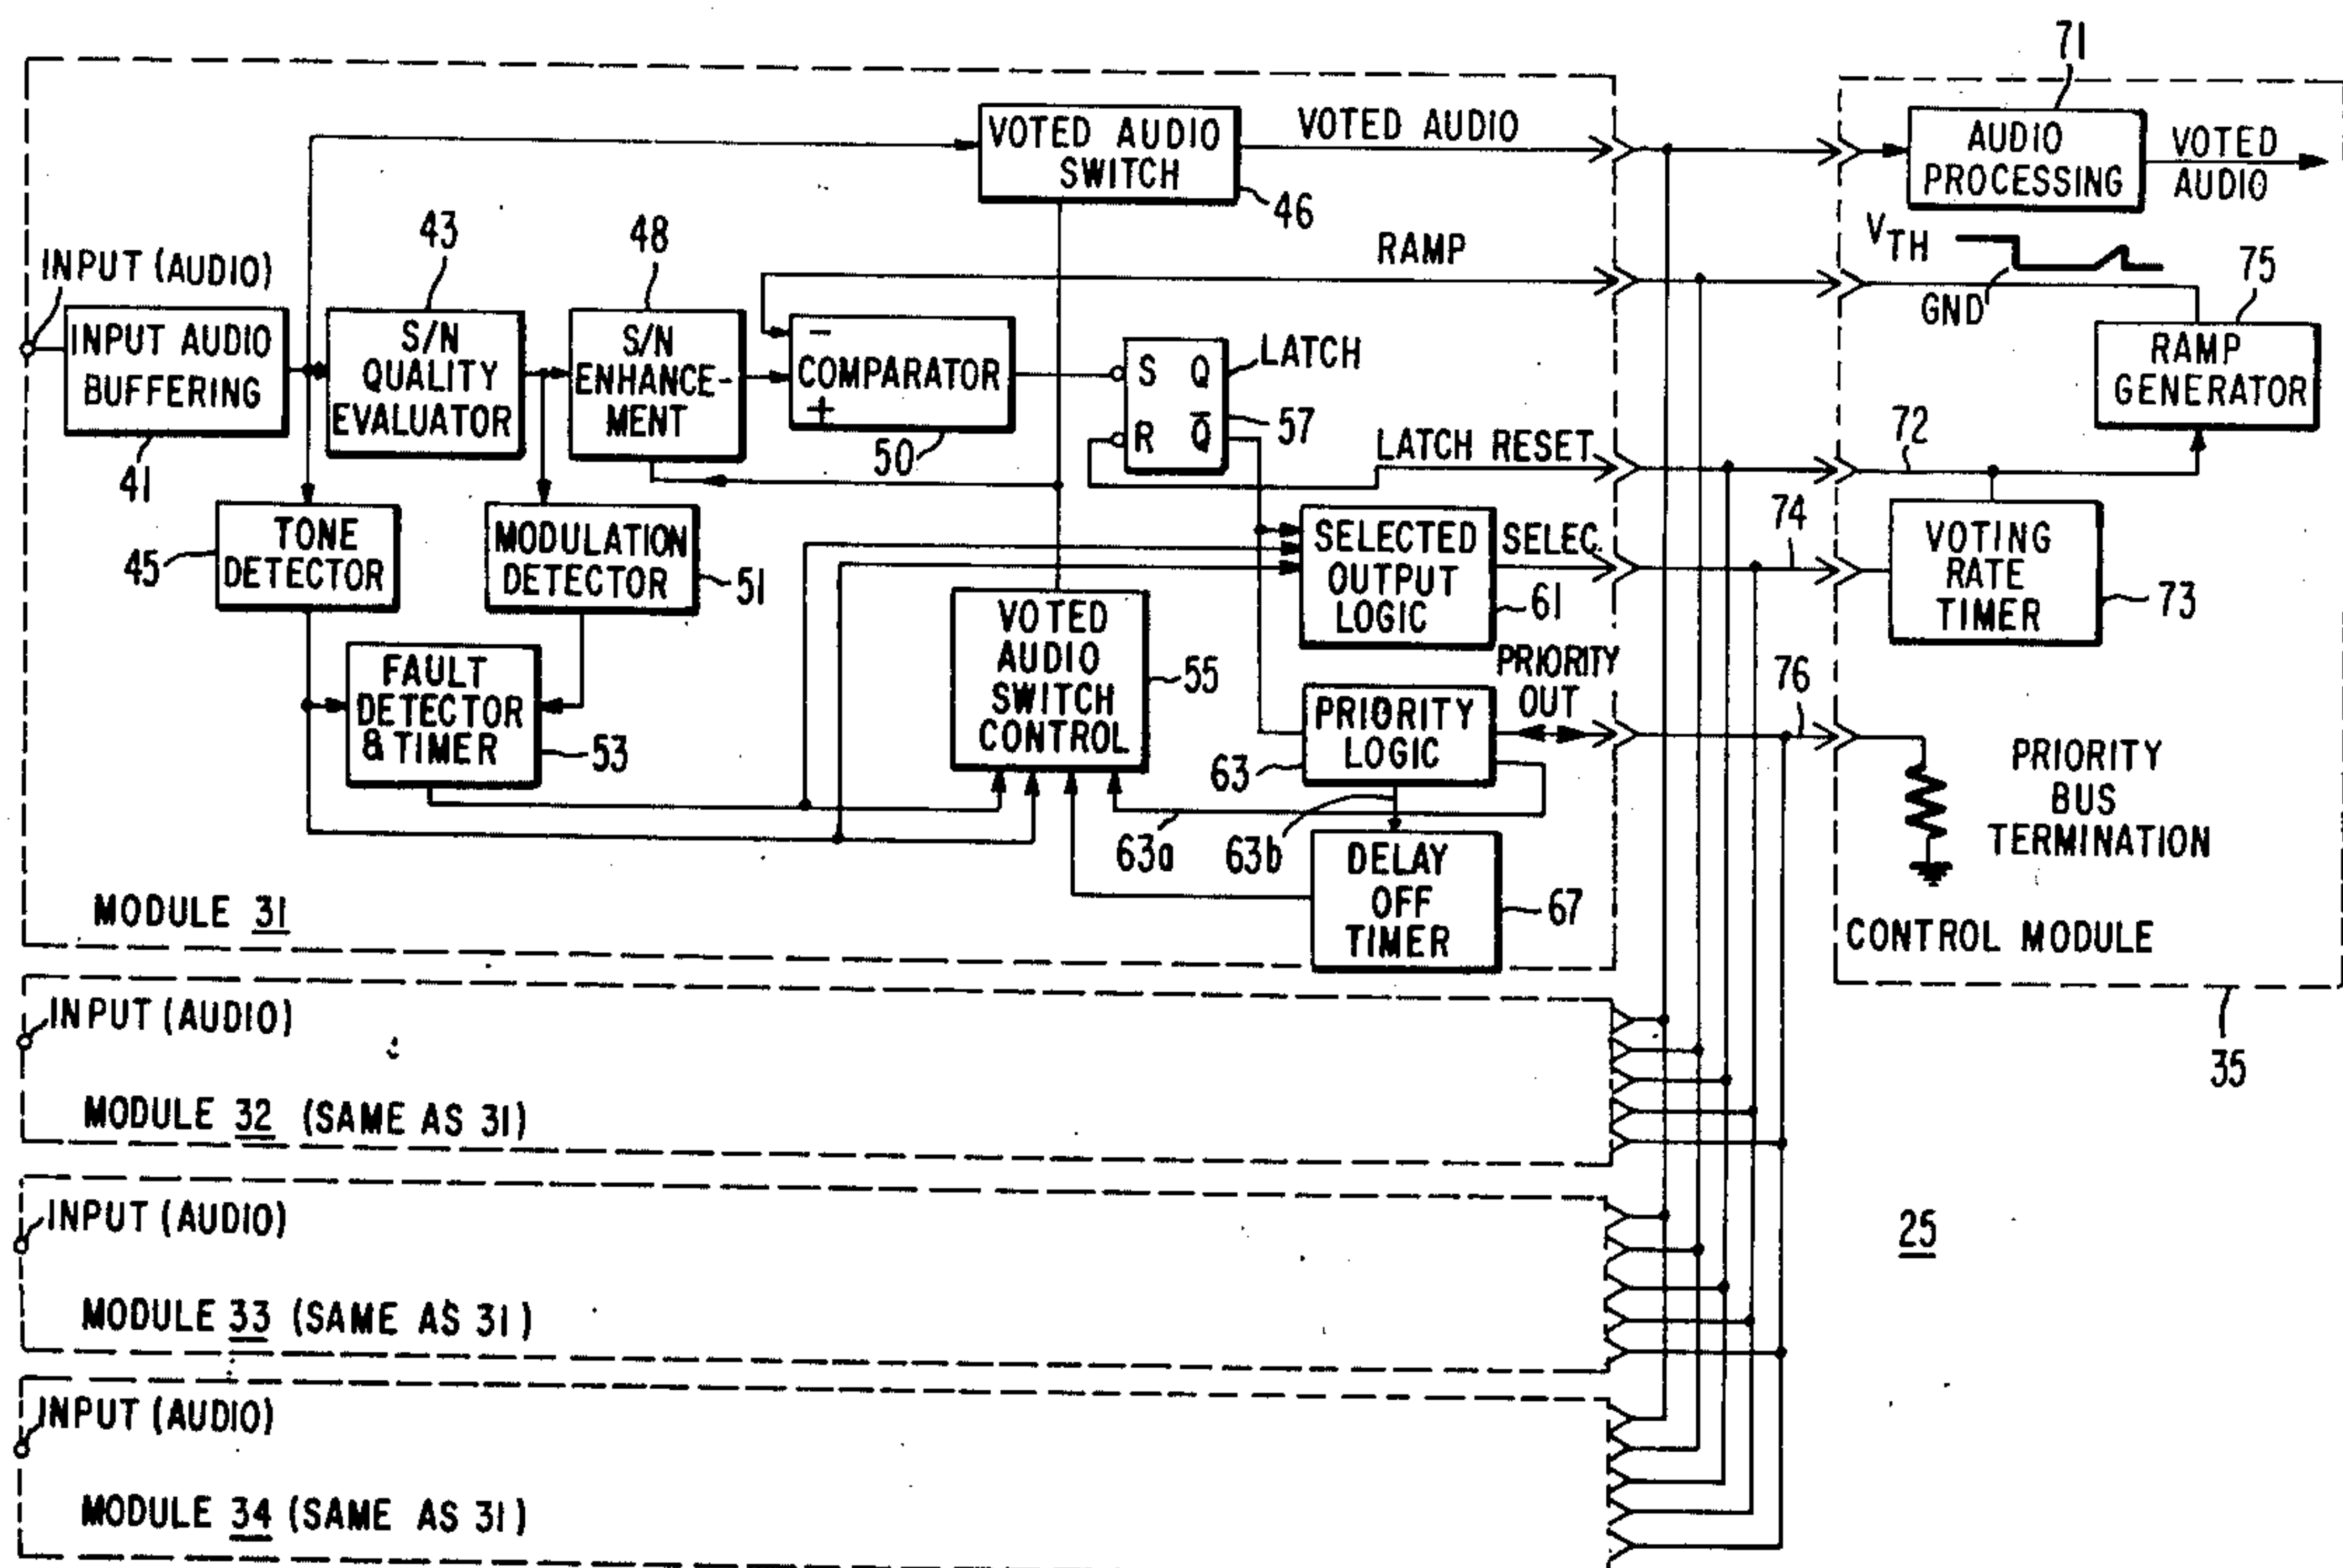 71
VOTED AUDIO
SWITCH
46
VOTED AUDIO
AUDIO
PROCESSING
VOTED
AUDIO
INPUT (AUDIO)
43
48
RAMP
VTH
GND
75
INPUT AUDIO
BUFFERING
41
S/N
QUALITY
EVALUATOR
S/N
ENHANCE-
MENT
−
COMPARATOR
+
50
S Q
R Q̅
LATCH
57
LATCH RESET
72
RAMP
GENERATOR
45
TONE
DETECTOR
MODULATION
DETECTOR
51
SELECTED
OUTPUT
LOGIC
61
SELEC.
74
VOTING
RATE
TIMER
73
FAULT
DETECTOR
& TIMER
53
VOTED
AUDIO
SWITCH
CONTROL
55
PRIORITY
OUT
PRIORITY
LOGIC
63
76
PRIORITY
BUS
TERMINATION
63a
63b
DELAY
OFF
TIMER
67
MODULE 31
CONTROL MODULE
35
INPUT (AUDIO)
MODULE 32 (SAME AS 31)
INPUT (AUDIO)
MODULE 33 (SAME AS 31)
25
INPUT (AUDIO)
MODULE 34 (SAME AS 31)